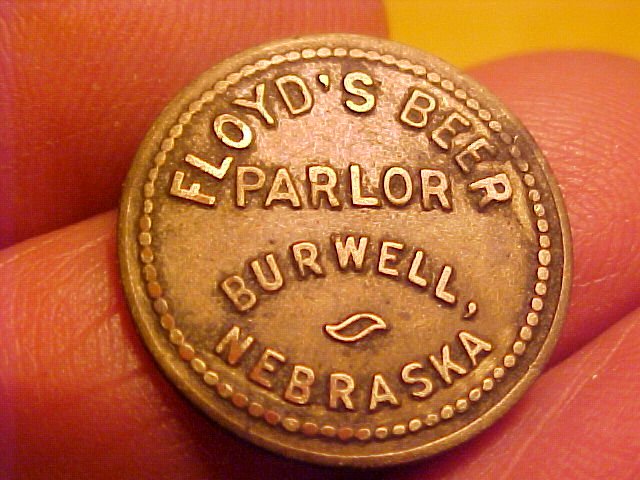 FLOYD'S BEER
PARLOR
BURWELL,
NEBRASKA